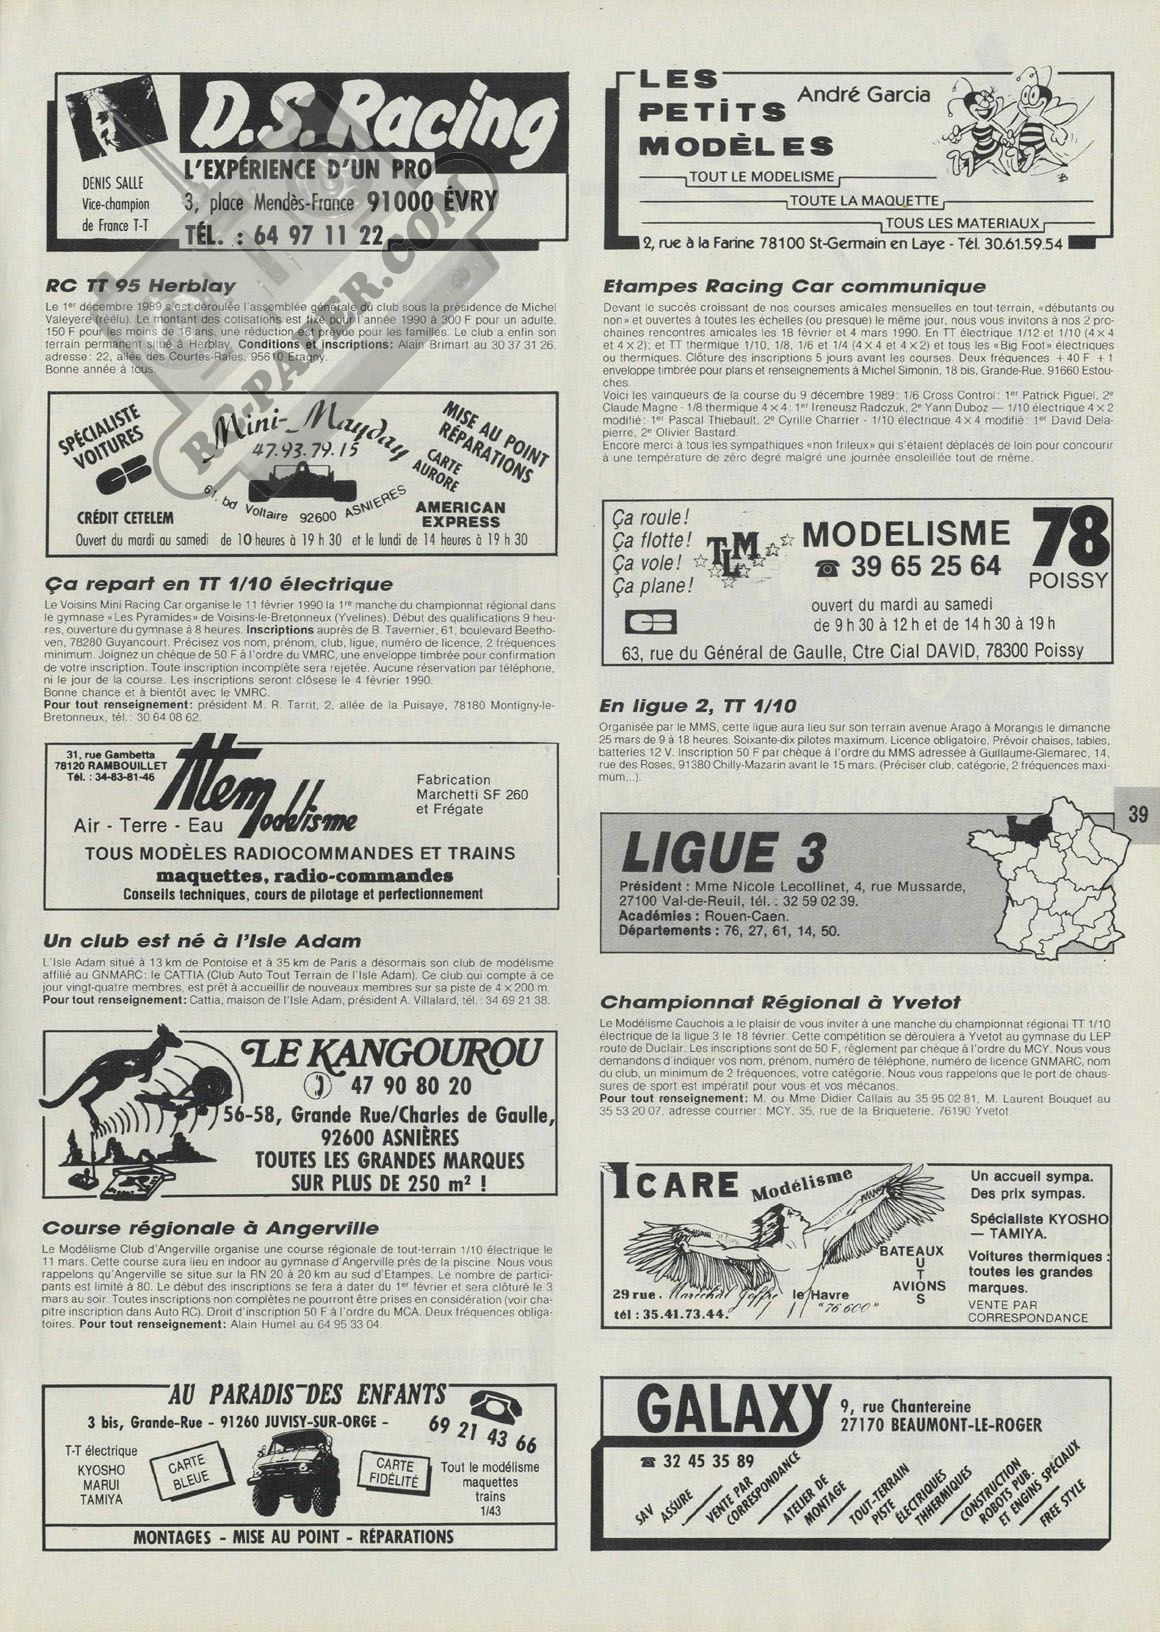 D.S. Racing
L'EXPÉRIENCE D'UN PRO
DENIS SALLE
Vice-champion
de France T-T
3, place Mendès-France 91000 ÉVRY
TÉL. : 64 97 11 22
RC TT 95 Herblay
Le 1er décembre 1989 s'est déroulée l'assemblée générale du club sous la présidence de Michel
Valeyere (réélu). Le montant des cotisations est fixé pour l'année 1990 à 300 F pour un adulte,
150 F pour les moins de 16 ans, une réduction est prévue pour les familles. Le club a enfin son
terrain permanent situé à Herblay. Conditions et inscriptions: Alain Brimart au 30 37 31 26,
adresse: 22, allée des Courtes-Raies, 95610 Eragny.
Bonne année à tous.
SPÉCIALISTE
VOITURES
Mini-Mayday
47.93.79.15
MISE AU POINT
RÉPARATIONS
CARTE
AURORE
61, bd Voltaire 92600 ASNIERES
CRÉDIT CETELEM
AMERICAN
EXPRESS
Ouvert du mardi au samedi de 10 heures à 19 h 30 et le lundi de 14 heures à 19 h 30
Ça repart en TT 1/10 électrique
Le Voisins Mini Racing Car organise le 11 février 1990 la 1re manche du championnat régional dans
le gymnase «Les Pyramides» de Voisins-le-Bretonneux (Yvelines). Début des qualifications 9 heu-
res, ouverture du gymnase à 8 heures. Inscriptions auprès de B. Tavernier, 61, boulevard Beetho-
ven, 78280 Guyancourt. Précisez vos nom, prénom, club, ligue, numéro de licence, 2 fréquences
minimum. Joignez un chèque de 50 F à l'ordre du VMRC, une enveloppe timbrée pour confirmation
de votre inscription. Toute inscription incomplète sera rejetée. Aucune réservation par téléphone,
ni le jour de la course. Les inscriptions seront clôsese le 4 février 1990.
Bonne chance et à bientôt avec le VMRC.
Pour tout renseignement: président M. R. Tarrit, 2, allée de la Puisaye, 78180 Montigny-le-
Bretonneux, tél.: 30 64 08 62.
31, rue Gambetta
78120 RAMBOUILLET
Tél. : 34-83-81-46
Atem Modélisme
Air - Terre - Eau
Fabrication
Marchetti SF 260
et Frégate
TOUS MODÈLES RADIOCOMMANDES ET TRAINS
maquettes, radio-commandes
Conseils techniques, cours de pilotage et perfectionnement
Un club est né à l'Isle Adam
L'Isle Adam situé à 13 km de Pontoise et à 35 km de Paris a désormais son club de modélisme
affilié au GNMARC: le CATTIA (Club Auto Tout Terrain de l'Isle Adam). Ce club qui compte à ce
jour vingt-quatre membres, est prêt à accueillir de nouveaux membres sur sa piste de 4 × 200 m.
Pour tout renseignement: Cattia, maison de l'Isle Adam, président A. Villalard, tél.: 34 69 21 38.
LE KANGOUROU
47 90 80 20
56-58, Grande Rue/Charles de Gaulle,
92600 ASNIÈRES
TOUTES LES GRANDES MARQUES
SUR PLUS DE 250 m² !
Course régionale à Angerville
Le Modélisme Club d'Angerville organise une course régionale de tout-terrain 1/10 électrique le
11 mars. Cette course aura lieu en indoor au gymnase d'Angerville près de la piscine. Nous vous
rappelons qu'Angerville se situe sur la RN 20 à 20 km au sud d'Etampes. Le nombre de partici-
pants est limité à 80. Le début des inscriptions se fera à dater du 1er février et sera clôturé le 3
mars au soir. Toutes inscriptions non complètes ne pourront être prises en considération (voir cha-
pitre inscription dans Auto RC). Droit d'inscription 50 F à l'ordre du MCA. Deux fréquences obliga-
toires. Pour tout renseignement: Alain Humel au 64 95 33 04.
AU PARADIS DES ENFANTS
3 bis, Grande-Rue - 91260 JUVISY-SUR-ORGE -
69 21 43 66
T-T électrique
KYOSHO
MARUI
TAMIYA
CARTE
BLEUE
CARTE
FIDÉLITÉ
Tout le modélisme
maquettes
trains
1/43
MONTAGES - MISE AU POINT - RÉPARATIONS
LES
PETITS
MODÈLES
André Garcia
TOUT LE MODELISME
TOUTE LA MAQUETTE
TOUS LES MATERIAUX
2, rue à la Farine 78100 St-Germain en Laye - Tél. 30.61.59.54
Etampes Racing Car communique
Devant le succès croissant de nos courses amicales mensuelles en tout-terrain, «débutants ou
non» et ouvertes à toutes les échelles (ou presque) le même jour, nous vous invitons à nos 2 pro-
chaines rencontres amicales les 18 février et 4 mars 1990. En TT électrique 1/12 et 1/10 (4 × 4
et 4 × 2); et TT thermique 1/10, 1/8, 1/6 et 1/4 (4 × 4 et 4 × 2) et tous les «Big Foot» électriques
ou thermiques. Clôture des inscriptions 5 jours avant les courses. Deux fréquences + 40 F + 1
enveloppe timbrée pour plans et renseignements à Michel Simonin, 18 bis, Grande-Rue, 91660 Estou-
ches.
Voici les vainqueurs de la course du 9 décembre 1989: 1/6 Cross Control: 1er Patrick Piguel, 2e
Claude Magne - 1/8 thermique 4 × 4: 1er Ireneusz Radczuk, 2e Yann Duboz — 1/10 électrique 4 × 2
modifié: 1er Pascal Thiebault, 2e Cyrille Charrier - 1/10 électrique 4 × 4 modifié: 1er David Dela-
pierre, 2e Olivier Bastard.
Encore merci à tous les sympathiques «non frileux» qui s'étaient déplacés de loin pour concourir
à une température de zéro degré malgré une journée ensoleillée tout de même.
Ça roule!
Ça flotte!
Ça vole!
Ça plane!
TLM
MODELISME 78
39 65 25 64
POISSY
ouvert du mardi au samedi
de 9 h 30 à 12 h et de 14 h 30 à 19 h
63, rue du Général de Gaulle, Ctre Cial DAVID, 78300 Poissy
En ligue 2, TT 1/10
Organisée par le MMS, cette ligue aura lieu sur son terrain avenue Arago à Morangis le dimanche
25 mars de 9 à 18 heures. Soixante-dix pilotes maximum. Licence obligatoire. Prévoir chaises, tables,
batteries 12 V. Inscription 50 F par chèque à l'ordre du MMS adressée à Guillaume-Glemarec, 14,
rue des Roses, 91380 Chilly-Mazarin avant le 15 mars. (Préciser club, catégorie, 2 fréquences maxi-
mum...).
39
LIGUE 3
Président : Mme Nicole Lecollinet, 4, rue Mussarde,
27100 Val-de-Reuil, tél. : 32 59 02 39.
Académies : Rouen-Caen.
Départements : 76, 27, 61, 14, 50.
Championnat Régional à Yvetot
Le Modélisme Cauchois a le plaisir de vous inviter à une manche du championnat régional TT 1/10
électrique de la ligue 3 le 18 février. Cette compétition se déroulera à Yvetot au gymnase du LEP
route de Duclair. Les inscriptions sont de 50 F, règlement par chèque à l'ordre du MCY. Nous vous
demandons d'indiquer vos nom, prénom, numéro de téléphone, numéro de licence GNMARC, nom
du club, un minimum de 2 fréquences, votre catégorie. Nous vous rappelons que le port de chaus-
sures de sport est impératif pour vous et vos mécanos.
Pour tout renseignement: M. ou Mme Didier Callais au 35 95 02 81, M. Laurent Bouquet au
35 53 20 07, adresse courrier: MCY, 35, rue de la Briqueterie, 76190 Yvetot.
ICARE Modélisme
BATEAUX
AUTOS
AVIONS
29 rue. Maréchal Joffre le Havre
"76600"
tél : 35.41.73.44.
Un accueil sympa.
Des prix sympas.
Spécialiste KYOSHO
— TAMIYA.
Voitures thermiques :
toutes les grandes
marques.
VENTE PAR
CORRESPONDANCE
GALAXY
9, rue Chantereine
27170 BEAUMONT-LE-ROGER
32 45 35 89
SAV
ASSURÉ
VENTE PAR
CORRESPONDANCE
ATELIER DE
MONTAGE
TOUT-TERRAIN
PISTE
ÉLECTRIQUES
THHERMIQUES
CONSTRUCTION
ROBOTS PUB.
ET ENGINS SPÉCIAUX
FREE STYLE
RC-PAPER.COM